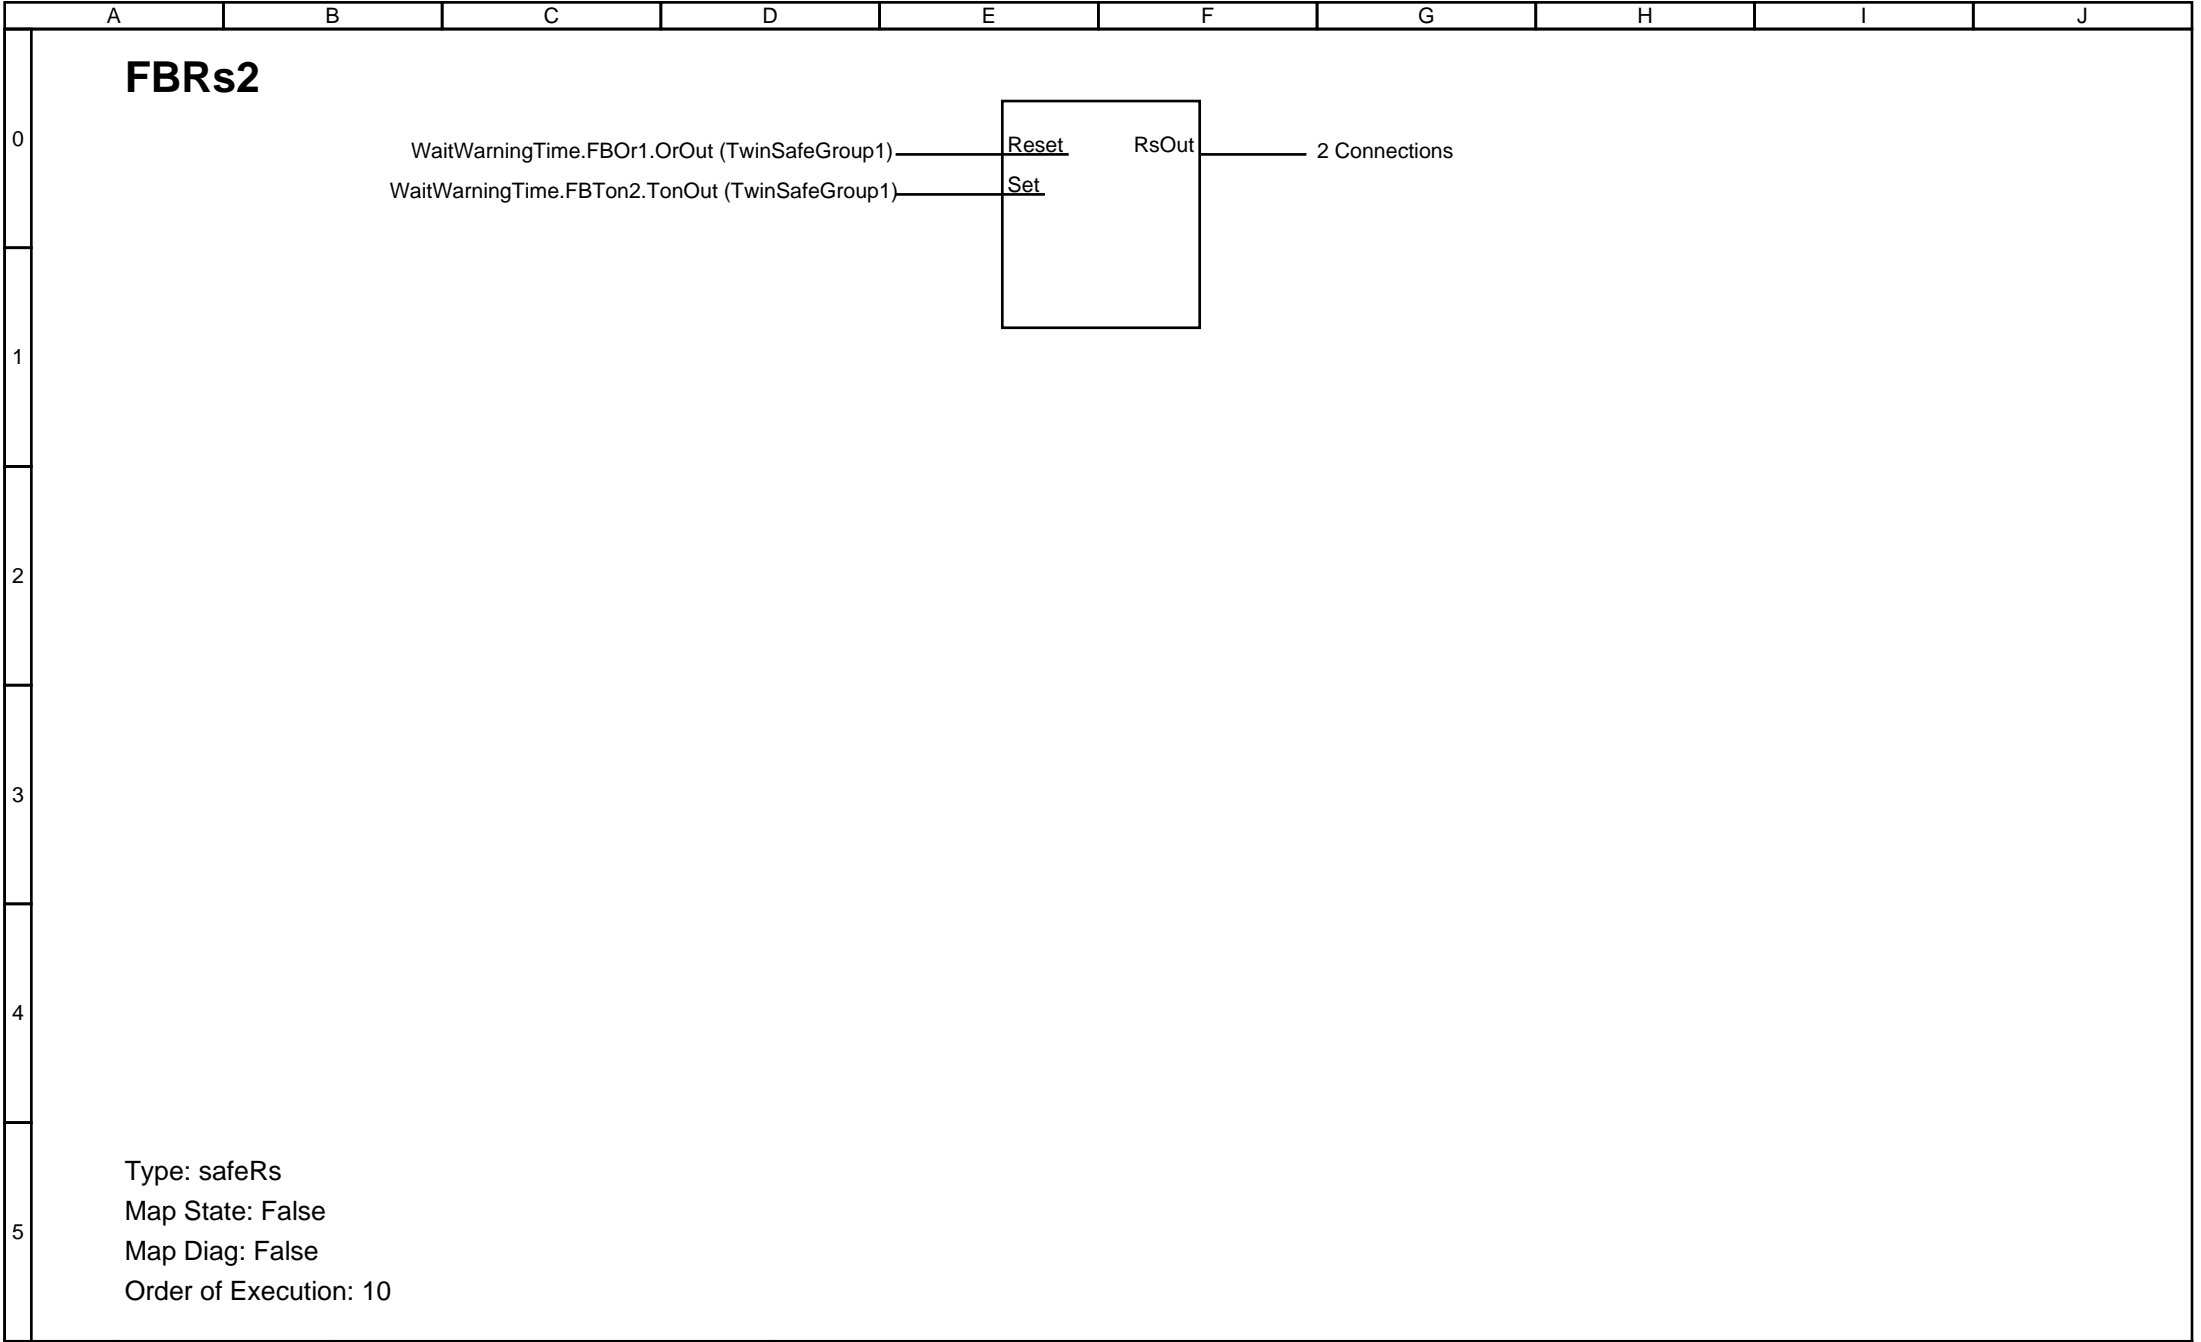 A B C D E F G H I J
FBRs2
0
WaitWarningTime.FBOr1.OrOut (TwinSafeGroup1) Reset RsOut 2 Connections
WaitWarningTime.FBTon2.TonOut (TwinSafeGroup1) Set
1
2
3
4
Type: safeRs
Map State: False
5
Map Diag: False
Order of Execution: 10